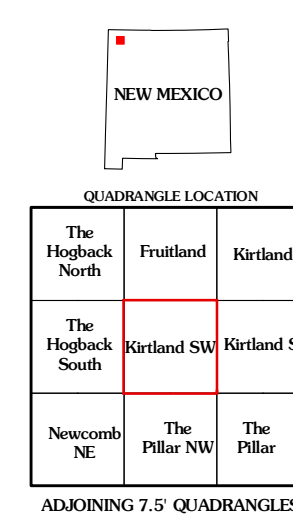 NEW MEXICO
QUADRANGLE LOCATION
The
Hogback
North
Fruitland
Kirtland
The
Hogback
South
Kirtland SW
Kirtland S
Newcomb
NE
The
Pillar NW
The
Pillar
ADJOINING 7.5' QUADRANGLES